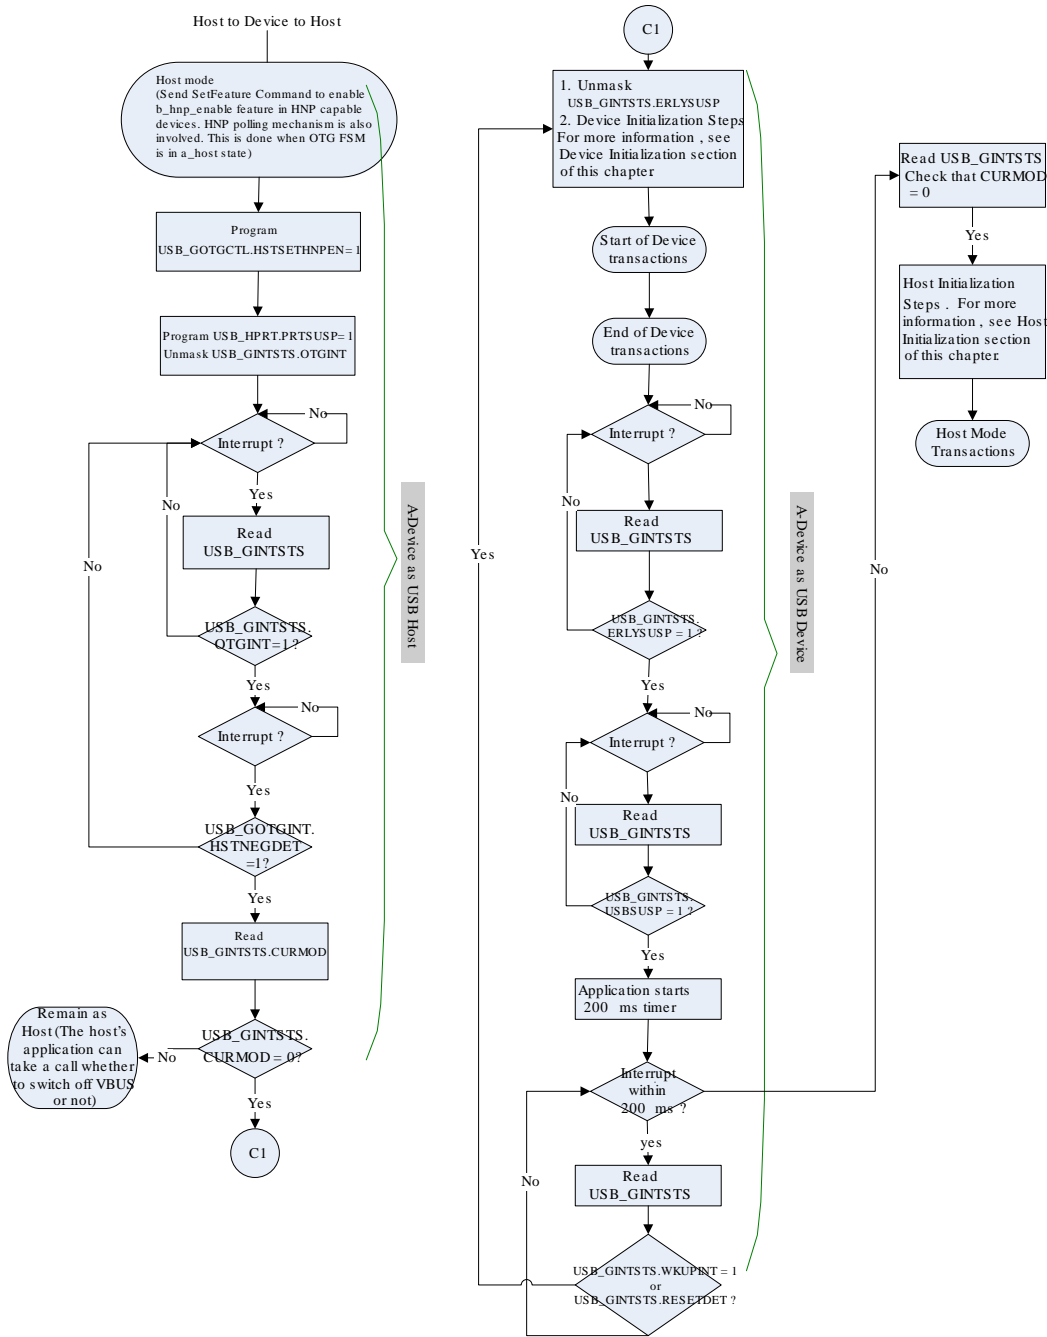 Host to Device to Host
Host mode
(Send SetFeature Command to enable
b_hnp_enable feature in HNP capable
devices. HNP polling mechanism is also
involved. This is done when OTG FSM
is in a_host state)
Program
USB_GOTGCTL.HSTSETHNPEN= 1
Program USB_HPRT.PRTSUSP= 1
Unmask USB_GINTSTS.OTGINT
No
Interrupt ?
Yes
No
Read
USB_GINTSTS
No
USB_GINTSTS.
OTGINT=1 ?
Yes
No
Interrupt ?
Yes
USB_GOTGINT.
HSTNEGDET
=1?
Yes
Read
USB_GINTSTS.CURMOD
USB_GINTSTS.
CURMOD = 0?
No
Remain as
Host (The host's
application can
take a call whether
to switch off VBUS
or not)
Yes
C1
A-Device as USB Host
C1
1. Unmask
USB_GINTSTS.ERLYSUSP
2. Device Initialization Steps
For more information , see
Device Initialization section
of this chapter
Start of Device
transactions
End of Device
transactions
No
Interrupt ?
No
Read
USB_GINTSTS
Yes
USB_GINTSTS.
ERLYSUSP = 1 ?
Yes
No
Interrupt ?
No
Read
USB_GINTSTS
USB_GINTSTS.
USBSUSP = 1 ?
Yes
Application starts
200 ms timer
Interrupt
within
200 ms ?
yes
No
Read
USB_GINTSTS
USB_GINTSTS.WKUPINT = 1
or
USB_GINTSTS.RESETDET ?
A-Device as USB Device
No
Read USB_GINTSTS
Check that CURMOD
= 0
Yes
Host Initialization
Steps . For more
information , see Host
Initialization section
of this chapter.
Host Mode
Transactions